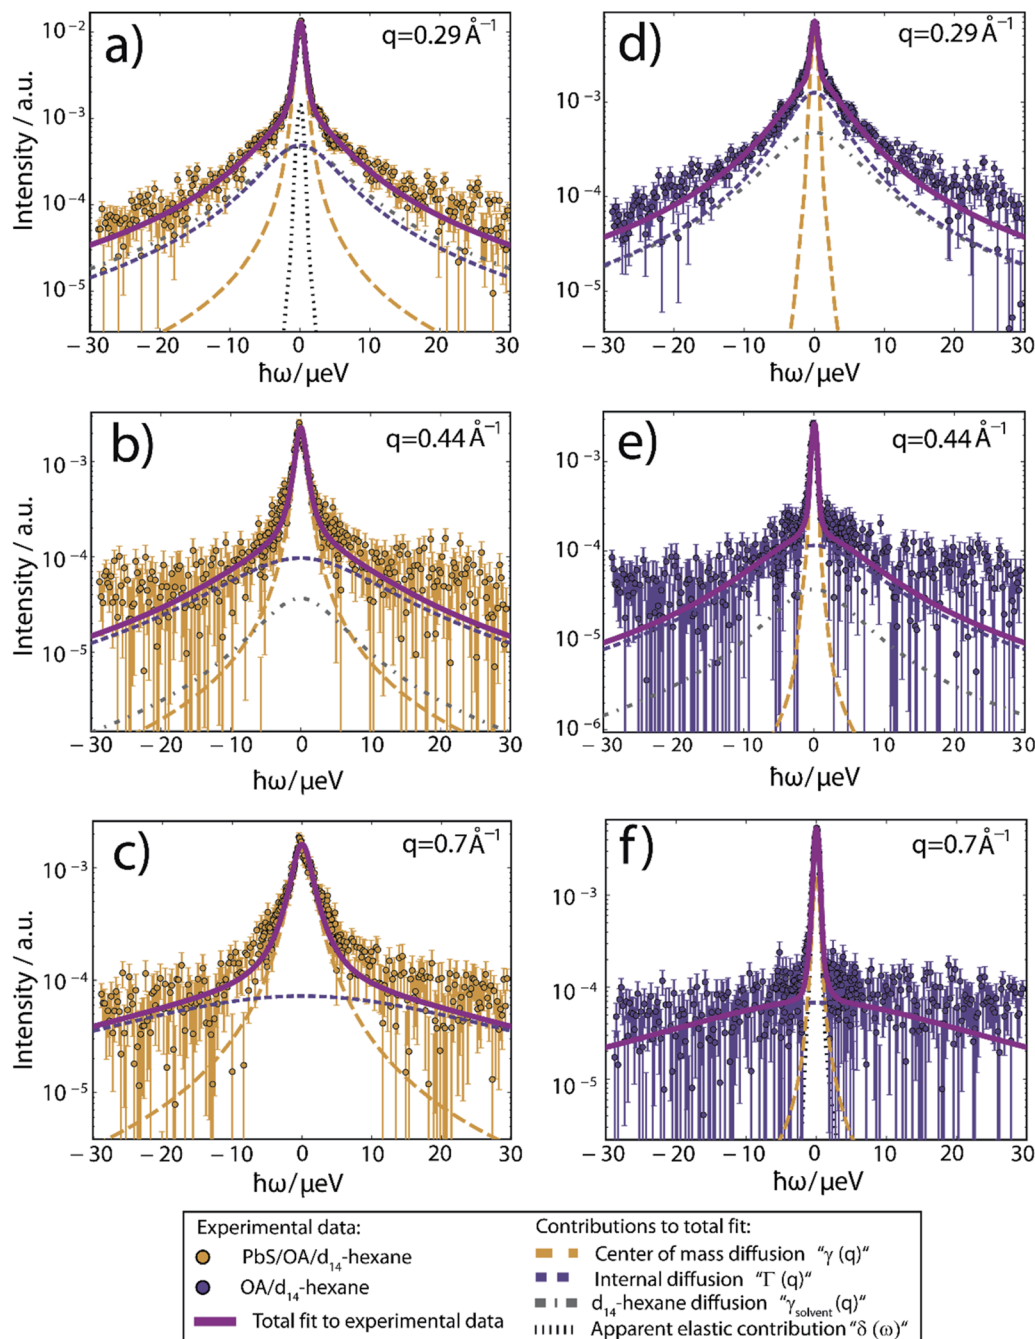 a)
q=0.29 Å⁻¹
10⁻²
10⁻³
10⁻⁴
10⁻⁵
Intensity / a.u.
−30 −20 −10 0 10 20 30
ħω/µeV
d)
q=0.29 Å⁻¹
10⁻³
10⁻⁴
10⁻⁵
−30 −20 −10 0 10 20 30
ħω/µeV
b)
q=0.44 Å⁻¹
10⁻³
10⁻⁴
10⁻⁵
Intensity / a.u.
−30 −20 −10 0 10 20 30
ħω/µeV
e)
q=0.44 Å⁻¹
10⁻³
10⁻⁴
10⁻⁵
10⁻⁶
−30 −20 −10 0 10 20 30
ħω/µeV
c)
q=0.7 Å⁻¹
10⁻³
10⁻⁴
10⁻⁵
Intensity / a.u.
−30 −20 −10 0 10 20 30
ħω/µeV
f)
q=0.7 Å⁻¹
10⁻³
10⁻⁴
10⁻⁵
−30 −20 −10 0 10 20 30
ħω/µeV
Experimental data:
PbS/OA/d₁₄-hexane
OA/d₁₄-hexane
Total fit to experimental data
Contributions to total fit:
Center of mass diffusion "γ (q)"
Internal diffusion "Γ (q)"
d₁₄-hexane diffusion "γsolvent (q)"
Apparent elastic contribution "δ (ω)"